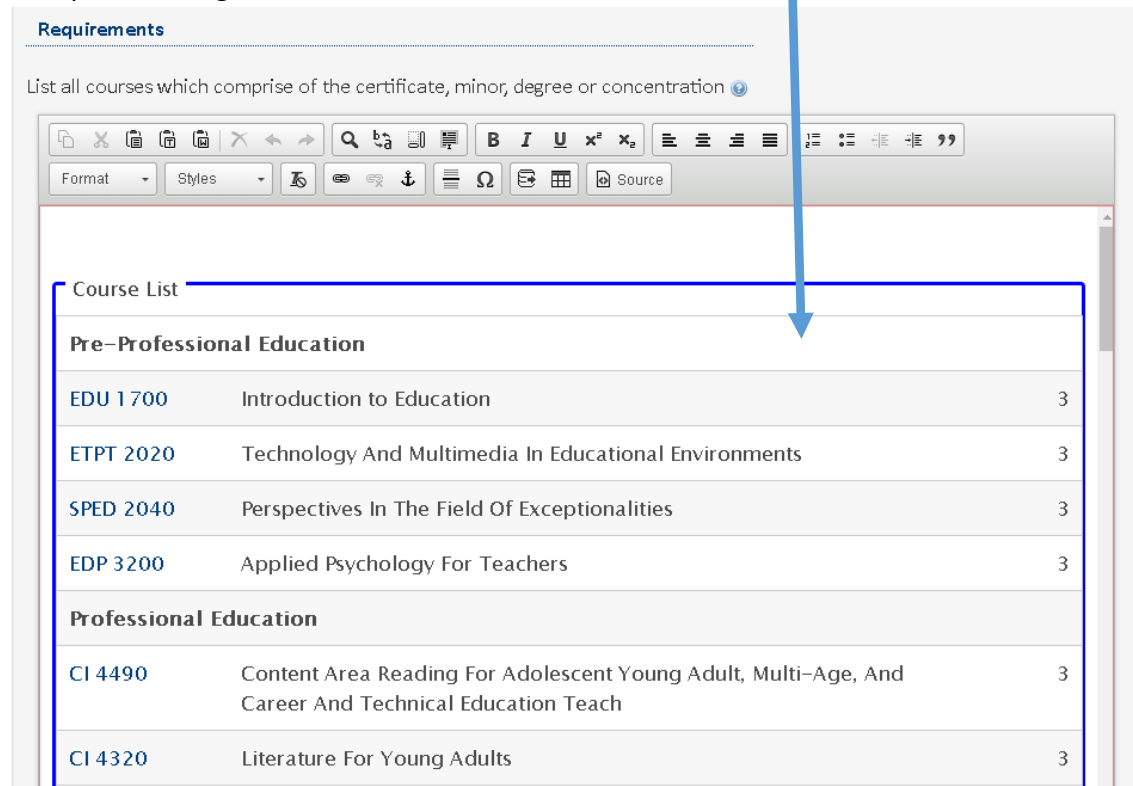 Requirements
List all courses which comprise of the certificate, minor, degree or concentration
B I U x² x₂
Format Styles Ω Source
Course List
Pre-Professional Education
EDU 1700 Introduction to Education 3
ETPT 2020 Technology And Multimedia In Educational Environments 3
SPED 2040 Perspectives In The Field Of Exceptionalities 3
EDP 3200 Applied Psychology For Teachers 3
Professional Education
CI 4490 Content Area Reading For Adolescent Young Adult, Multi-Age, And 3
Career And Technical Education Teach
CI 4320 Literature For Young Adults 3